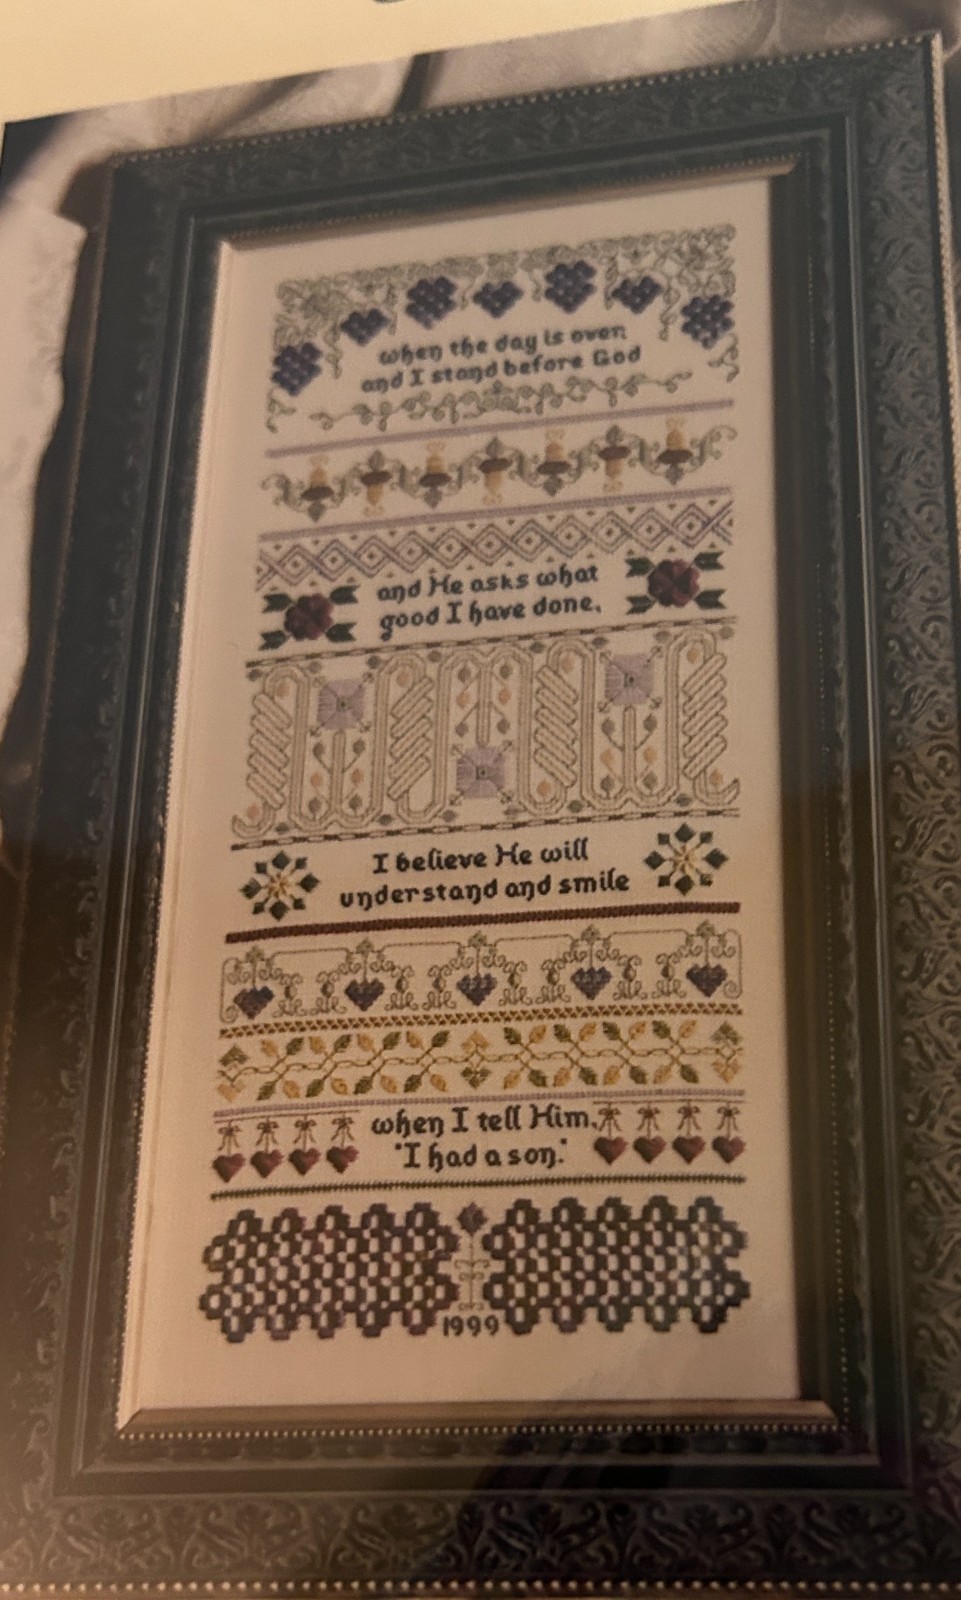 when the day is over,
and I stand before God
and He asks what
good I have done,
I believe He will
understand and smile
when I tell Him,
"I had a son."
1999